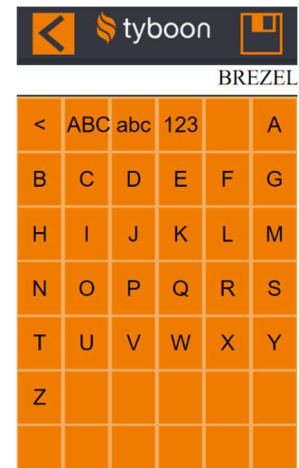 tyboon
BREZEL
< ABC abc 123 A
B C D E F G
H I J K L M
N O P Q R S
T U V W X Y
Z